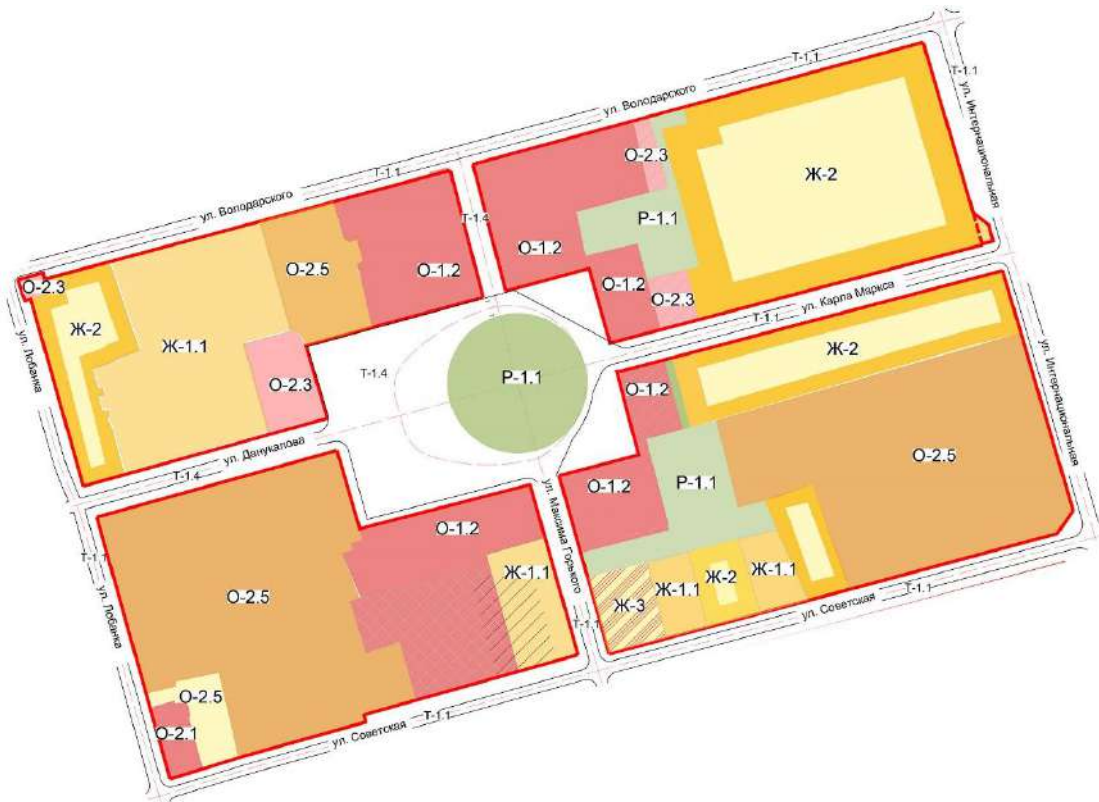 Т-1.1
Т-1.1
ул. Володарского
ул. Интернациональная
О-2.3
Ж-2
Т-1.1
ул. Володарского
Р-1.1
Т-1.4
О-1.2
О-2.5
О-1.2
О-1.2
О-2.3
О-2.3
ул. Карла Маркса
Т-1.1
Ж-2
Ж-1.1
ул. Лобанка
Ж-2
Т-1.4
Р-1.1
О-2.3
О-1.2
ул. Интернациональная
ул. Данукалова
Т-1.4
О-2.5
Р-1.1
О-1.2
О-1.2
ул. Максима Горького
Т-1.1
ул. Лобанка
О-2.5
Ж-1.1
Ж-3
Ж-1.1
Ж-2
Ж-1.1
Т-1.1
ул. Советская
Т-1.1
О-2.5
О-2.1
ул. Советская
Т-1.1